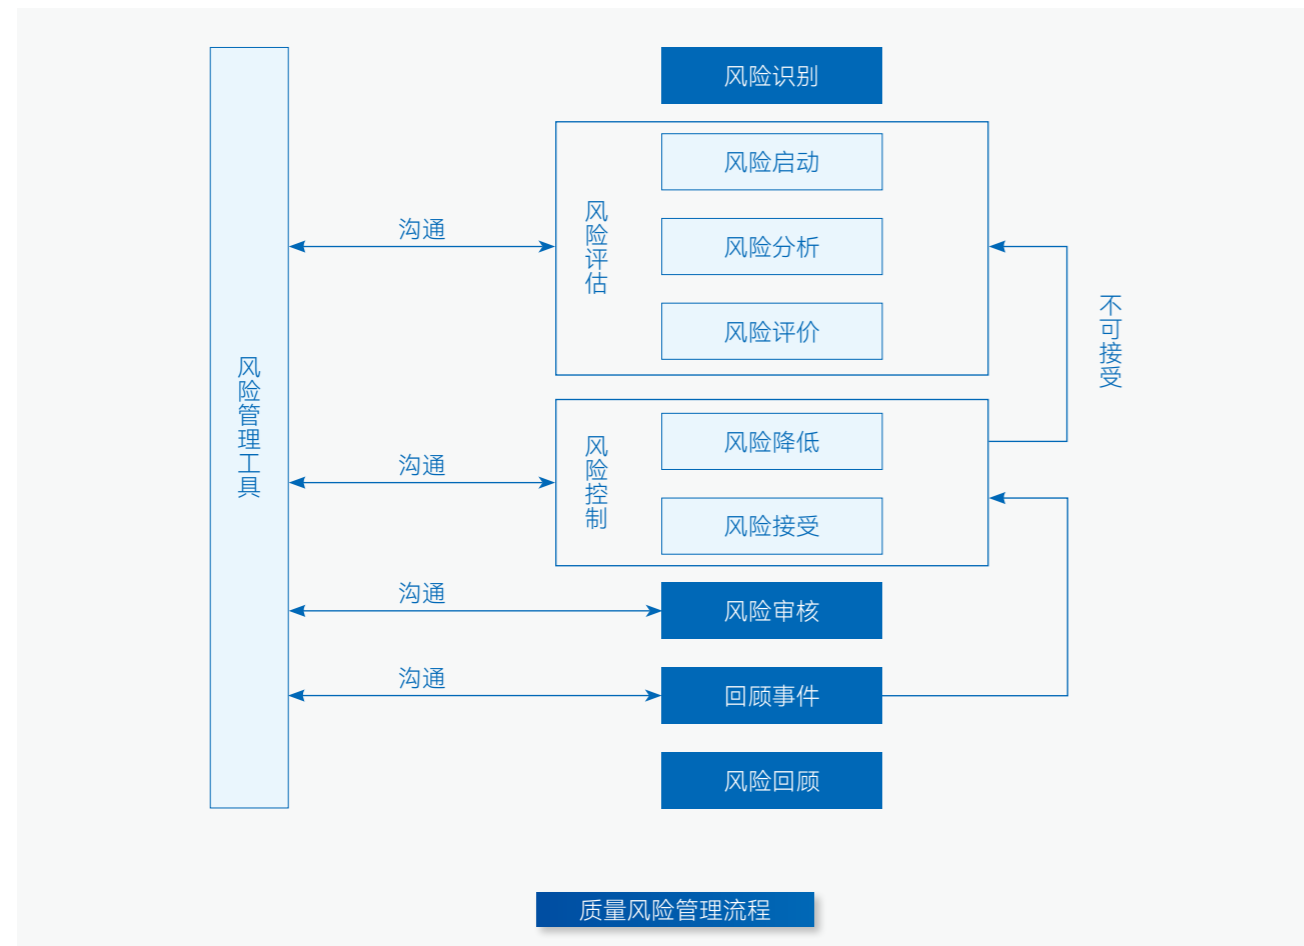 风险识别
风险启动
沟通
风险评估
风险分析
风险评价
不可接受
风险管理工具
风险降低
沟通
风险控制
风险接受
沟通
风险审核
沟通
回顾事件
风险回顾
质量风险管理流程